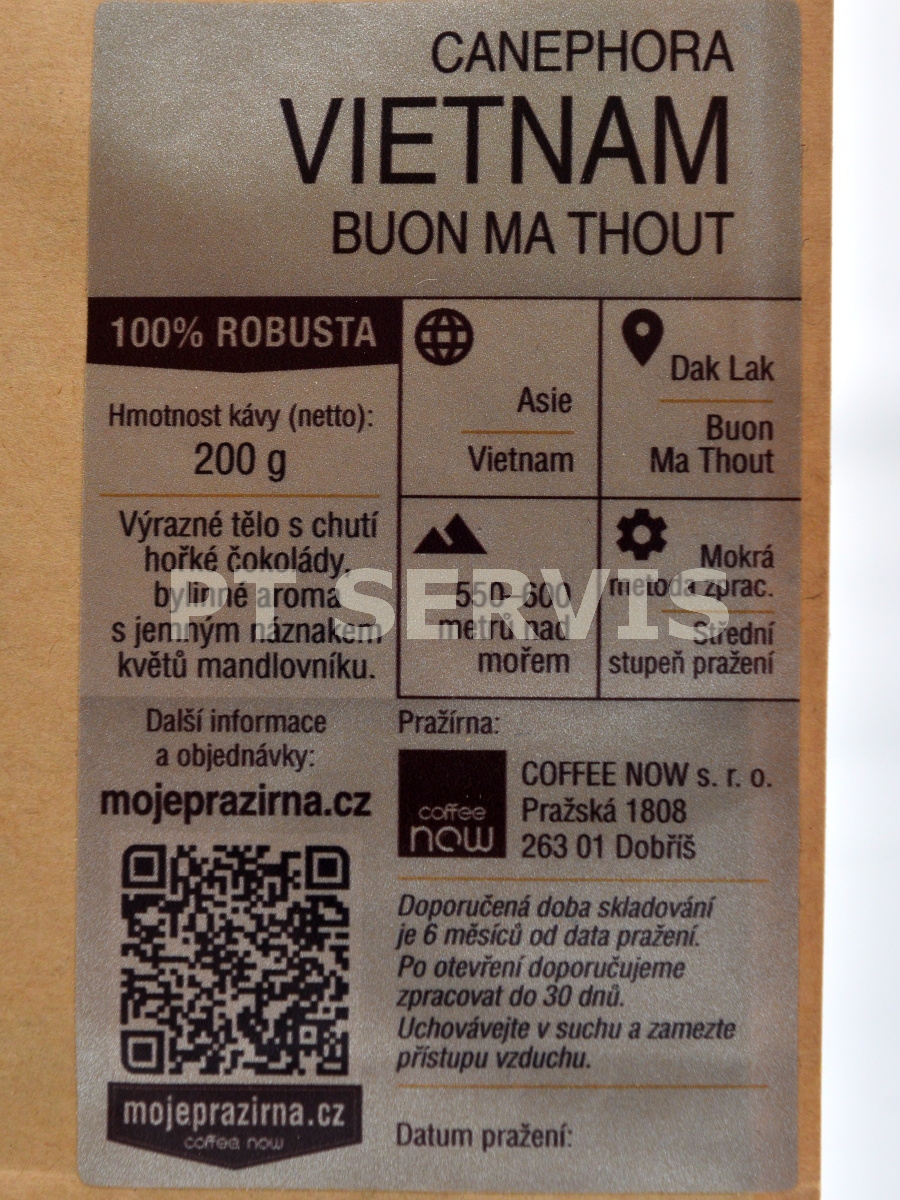 CANEPHORA
VIETNAM
BUON MA THOUT
100% ROBUSTA
Hmotnost kávy (netto):
200 g
Výrazné tělo s chutí
hořké čokolády,
bylinné aroma
s jemným náznakem
květů mandlovníku.
Asie
Vietnam
Dak Lak
Buon
Ma Thout
550–600
metrů nad
mořem
Mokrá
metoda zprac.
Střední
stupeň pražení
PT SERVIS
Další informace
a objednávky:
mojeprazirna.cz
mojeprazirna.cz
coffee now
Pražírna:
coffee
now
COFFEE NOW s. r. o.
Pražská 1808
263 01 Dobříš
Doporučená doba skladování
je 6 měsíců od data pražení.
Po otevření doporučujeme
zpracovat do 30 dnů.
Uchovávejte v suchu a zamezte
přístupu vzduchu.
Datum pražení: